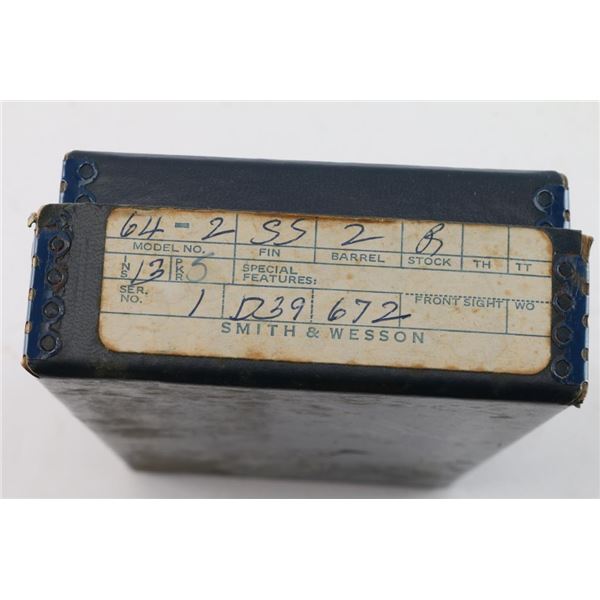 64-2 SS 2 R
MODEL NO. FIN BARREL STOCK TH TT
INS 13 PKR 5 SPECIAL FEATURES:
SER. NO. 1 D39 672 FRONT SIGHT WO
SMITH & WESSON